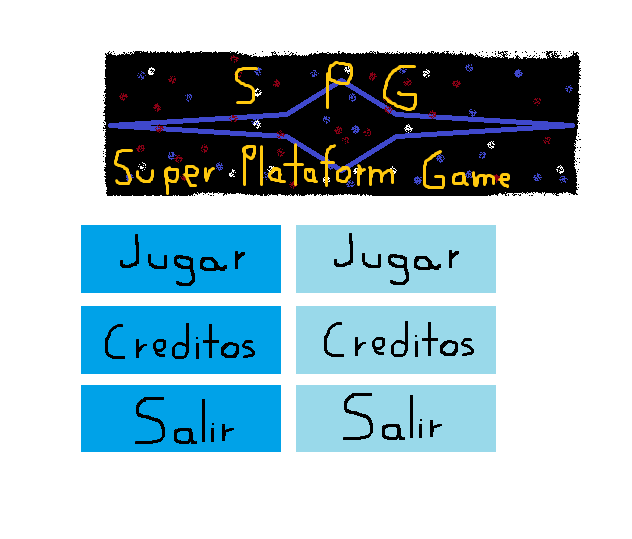 S P G
Super Plataform Game
Jugar Jugar
Creditos Creditos
Salir Salir